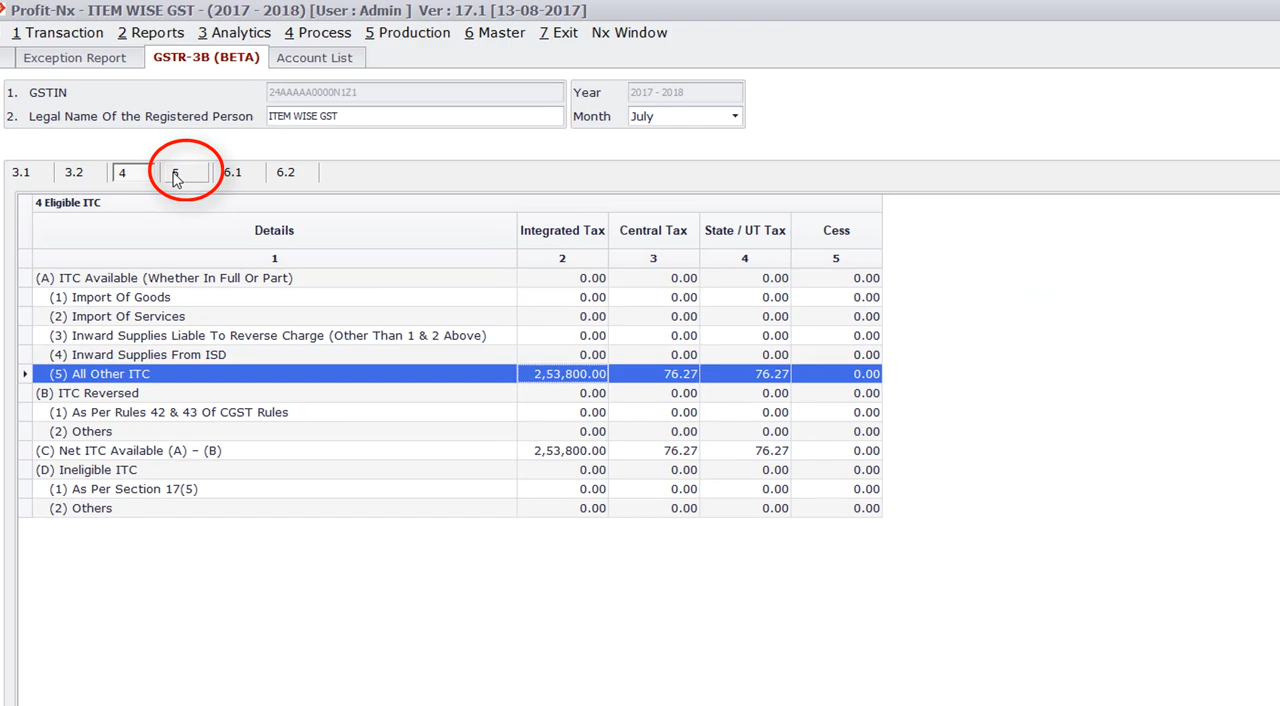 Profit-Nx - ITEM WISE GST - (2017 - 2018) [User : Admin ] Ver : 17.1 [13-08-2017]
1 Transaction 2 Reports 3 Analytics 4 Process 5 Production 6 Master 7 Exit Nx Window
Exception Report GSTR-3B (BETA) Account List
1. GSTIN 24AAAAA0000N1Z1 Year 2017 - 2018
2. Legal Name Of the Registered Person ITEM WISE GST Month July
3.1 3.2 4 5 6.1 6.2
4 Eligible ITC
Details Integrated Tax Central Tax State / UT Tax Cess
1 2 3 4 5
(A) ITC Available (Whether In Full Or Part) 0.00 0.00 0.00 0.00
(1) Import Of Goods 0.00 0.00 0.00 0.00
(2) Import Of Services 0.00 0.00 0.00 0.00
(3) Inward Supplies Liable To Reverse Charge (Other Than 1 & 2 Above) 0.00 0.00 0.00 0.00
(4) Inward Supplies From ISD 0.00 0.00 0.00 0.00
(5) All Other ITC 2,53,800.00 76.27 76.27 0.00
(B) ITC Reversed 0.00 0.00 0.00 0.00
(1) As Per Rules 42 & 43 Of CGST Rules 0.00 0.00 0.00 0.00
(2) Others 0.00 0.00 0.00 0.00
(C) Net ITC Available (A) – (B) 2,53,800.00 76.27 76.27 0.00
(D) Ineligible ITC 0.00 0.00 0.00 0.00
(1) As Per Section 17(5) 0.00 0.00 0.00 0.00
(2) Others 0.00 0.00 0.00 0.00